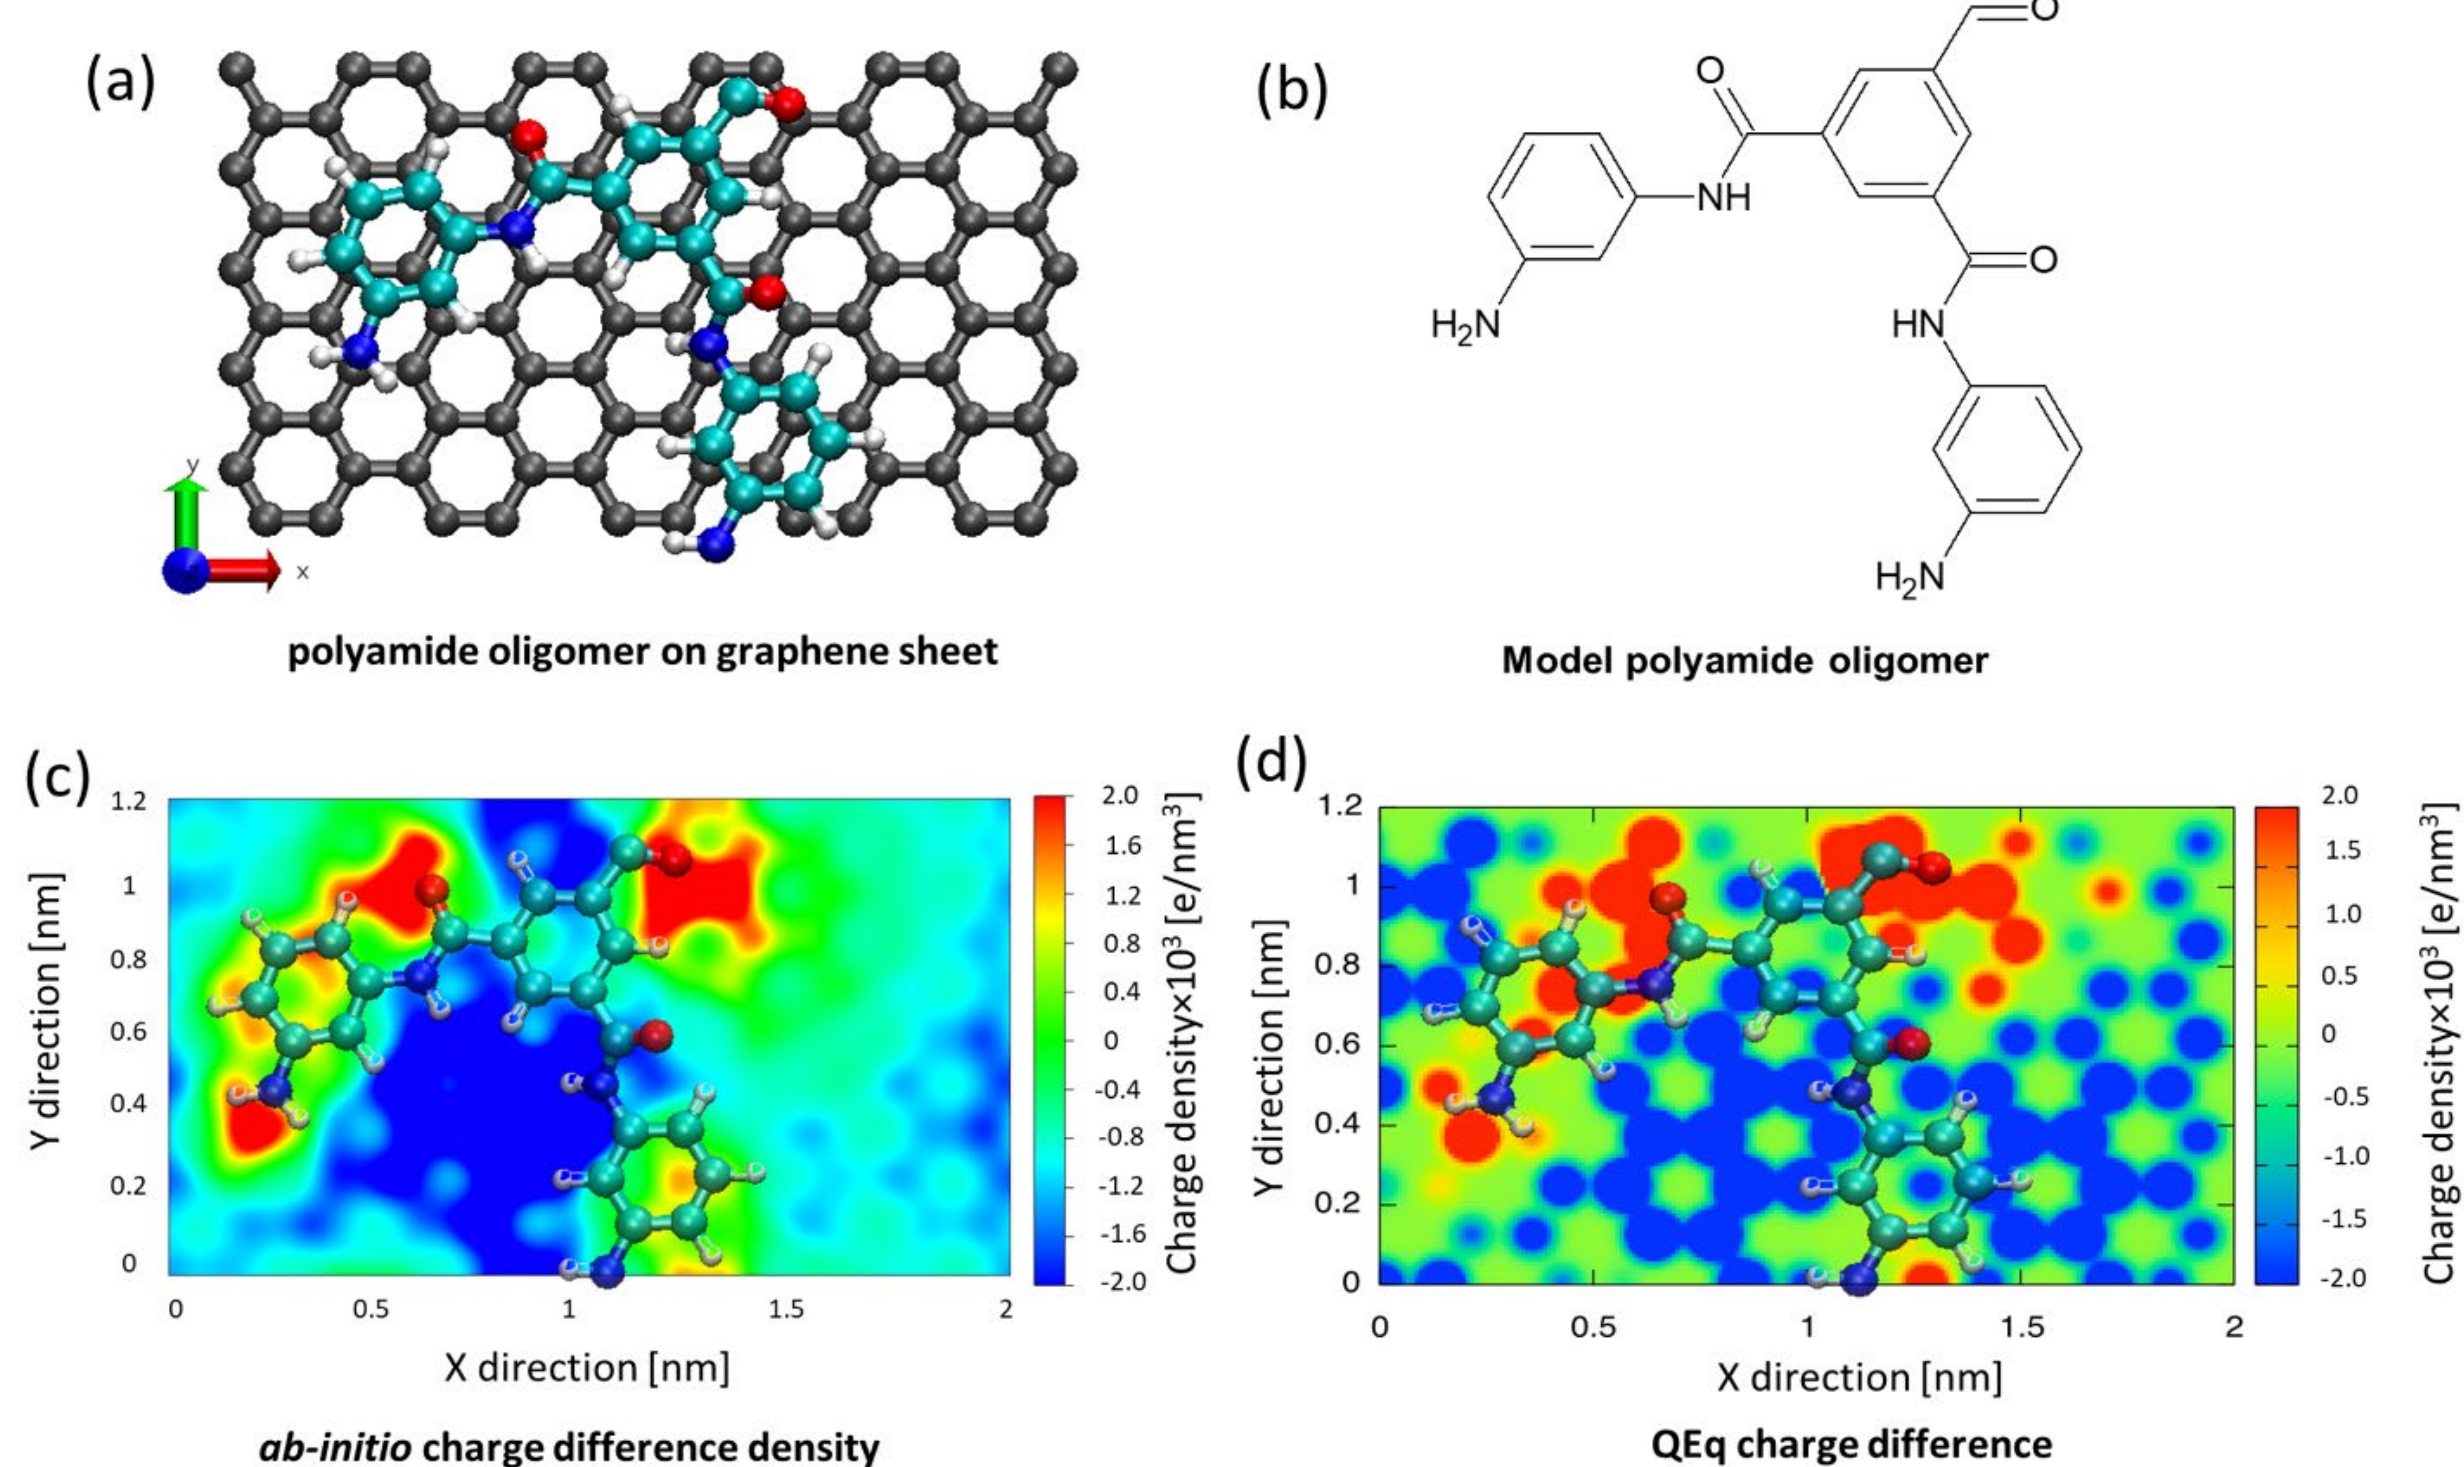 (a)
y
x
polyamide oligomer on graphene sheet
(b)
O
O
NH
O
H₂N
HN
H₂N
Model polyamide oligomer
(c)
1.2
1
0.8
0.6
0.4
0.2
0
Y direction [nm]
0 0.5 1 1.5 2
X direction [nm]
2.0
1.6
1.2
0.8
0.4
0
-0.4
-0.8
-1.2
-1.6
-2.0
Charge density×10³ [e/nm³]
ab-initio charge difference density
(d)
1.2
1
0.8
0.6
0.4
0.2
0
Y direction [nm]
0 0.5 1 1.5 2
X direction [nm]
2.0
1.5
1.0
0.5
0
-0.5
-1.0
-1.5
-2.0
Charge density×10³ [e/nm³]
QEq charge difference